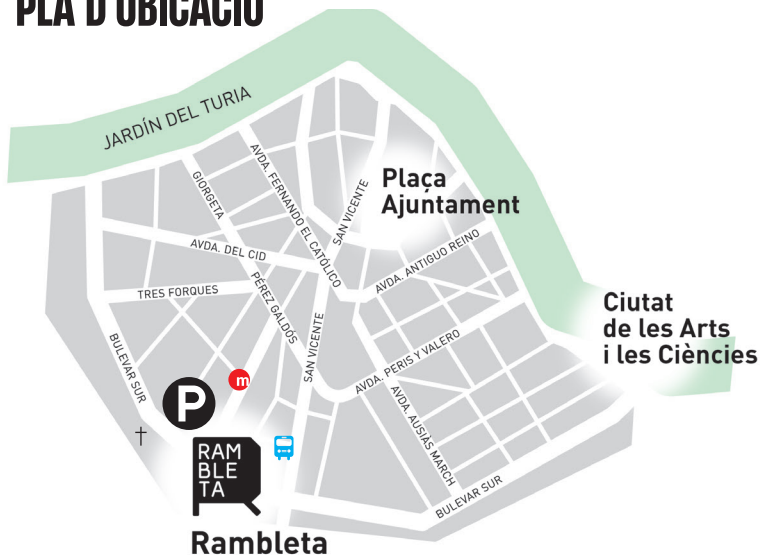 PLA D'UBICACIÓ
JARDÍN DEL TURIA
GIORGETA
AVDA. FERNANDO EL CATÓLICO
SAN VICENTE
Plaça
Ajuntament
AVDA. DEL CID
AVDA. ANTIGUO REINO
TRES FORQUES
PÉREZ GALDÓS
SAN VICENTE
Ciutat
de les Arts
i les Ciències
BULEVAR SUR
AVDA. PERIS Y VALERO
m
P
AVDA. AUSIÀS MARCH
RAM
BLE
TA
BULEVAR SUR
Rambleta